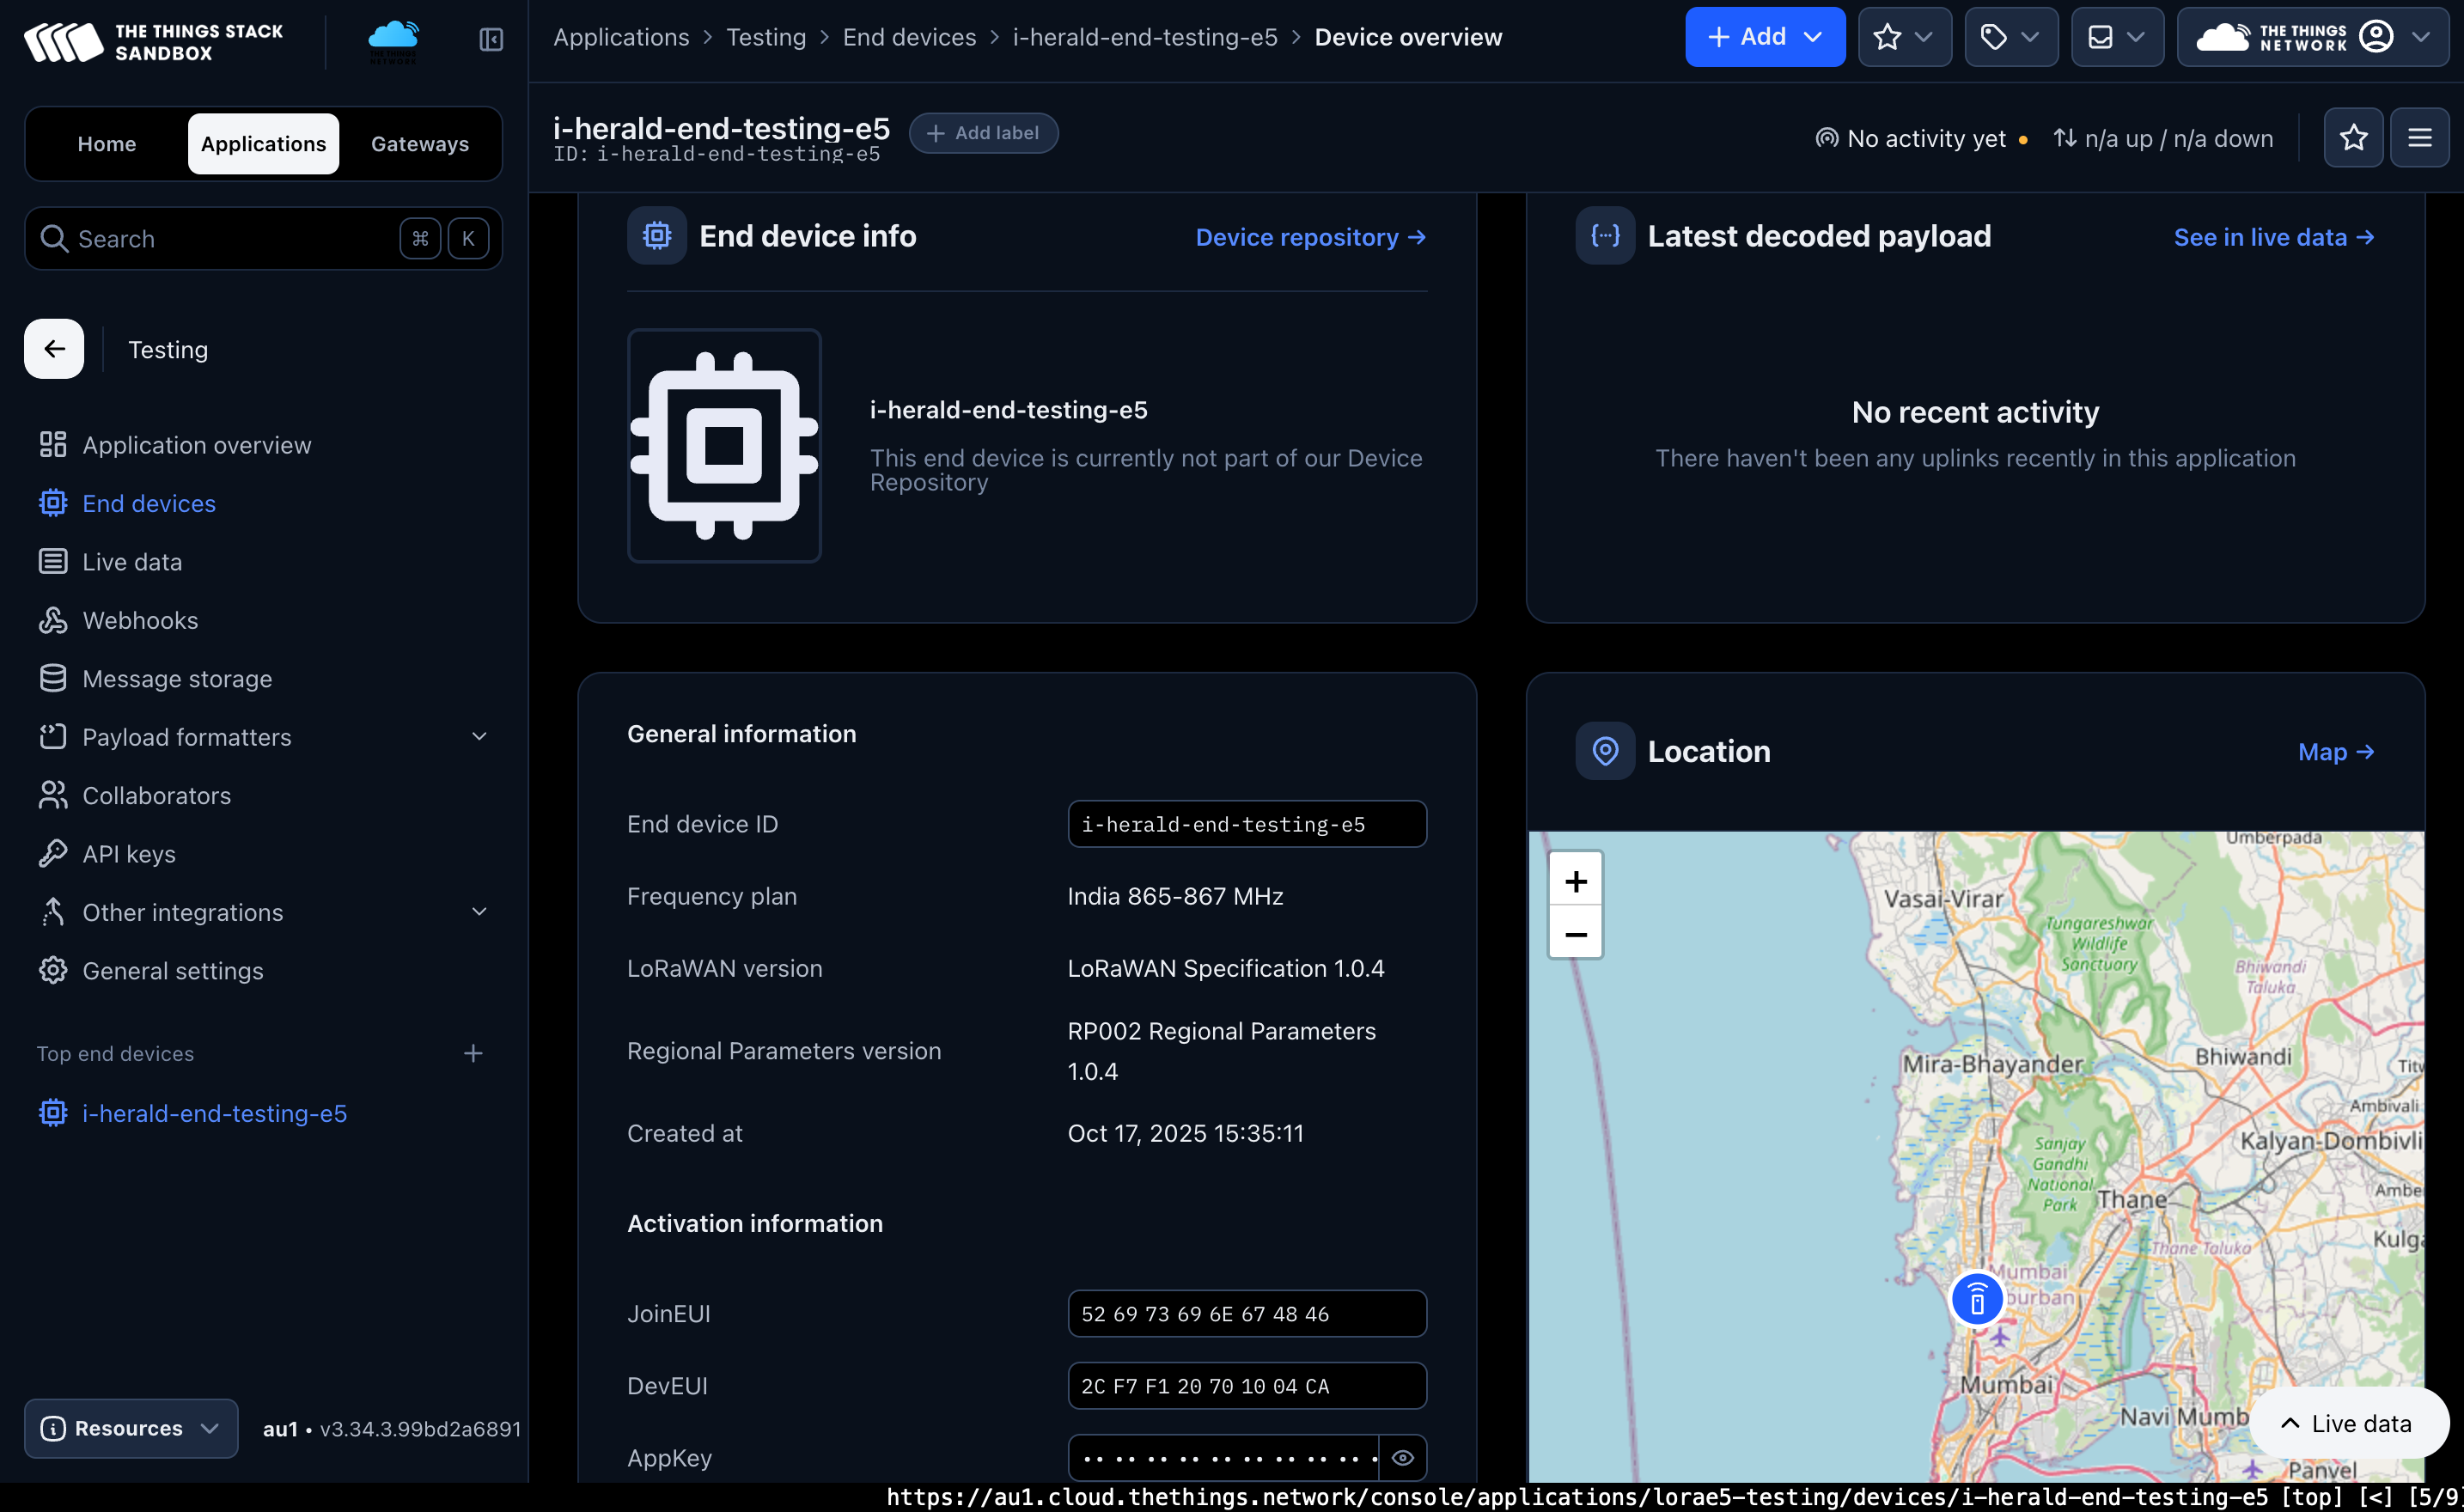 THE THINGS STACK
SANDBOX
Applications > Testing > End devices > i-herald-end-testing-e5 > Device overview
+ Add
THE THINGS
NETWORK
Home
Applications
Gateways
i-herald-end-testing-e5
+ Add label
ID: i-herald-end-testing-e5
No activity yet
n/a up / n/a down
Search
⌘ K
Testing
Application overview
End devices
Live data
Webhooks
Message storage
Payload formatters
Collaborators
API keys
Other integrations
General settings
Top end devices
i-herald-end-testing-e5
Resources
au1 • v3.34.3.99bd2a6891
End device info
Device repository →
i-herald-end-testing-e5
This end device is currently not part of our Device
Repository
Latest decoded payload
See in live data →
No recent activity
There haven't been any uplinks recently in this application
General information
End device ID
i-herald-end-testing-e5
Frequency plan
India 865-867 MHz
LoRaWAN version
LoRaWAN Specification 1.0.4
Regional Parameters version
RP002 Regional Parameters
1.0.4
Created at
Oct 17, 2025 15:35:11
Activation information
JoinEUI
52 69 73 69 6E 67 48 46
DevEUI
2C F7 F1 20 70 10 04 CA
AppKey
Location
Map →
+
−
Umberpada
Vasai-Virar
Tungareshwar
Wildlife
Sanctuary
Bhiwandi
Taluka
Mira-Bhayander
Bhiwandi
Ambivali
Kalyan-Dombivli
Sanjay
Gandhi
National
Park
Thane
Thane Taluka
Mumbai
Mumbai
Panvel
Live data
https://au1.cloud.thethings.network/console/applications/lorae5-testing/devices/i-herald-end-testing-e5 [top] [<] [5/9